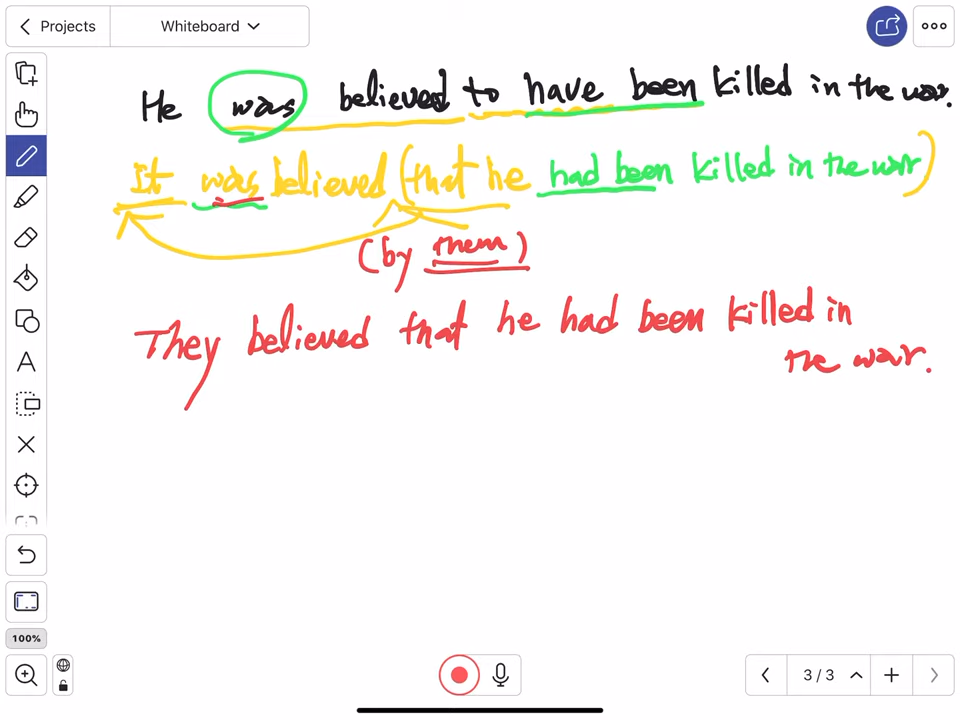 Projects
Whiteboard
He was believed to have been killed in the war.
It was believed (that he had been killed in the war)
(by them)
They believed that he had been killed in
the war.
A
100%
3 / 3